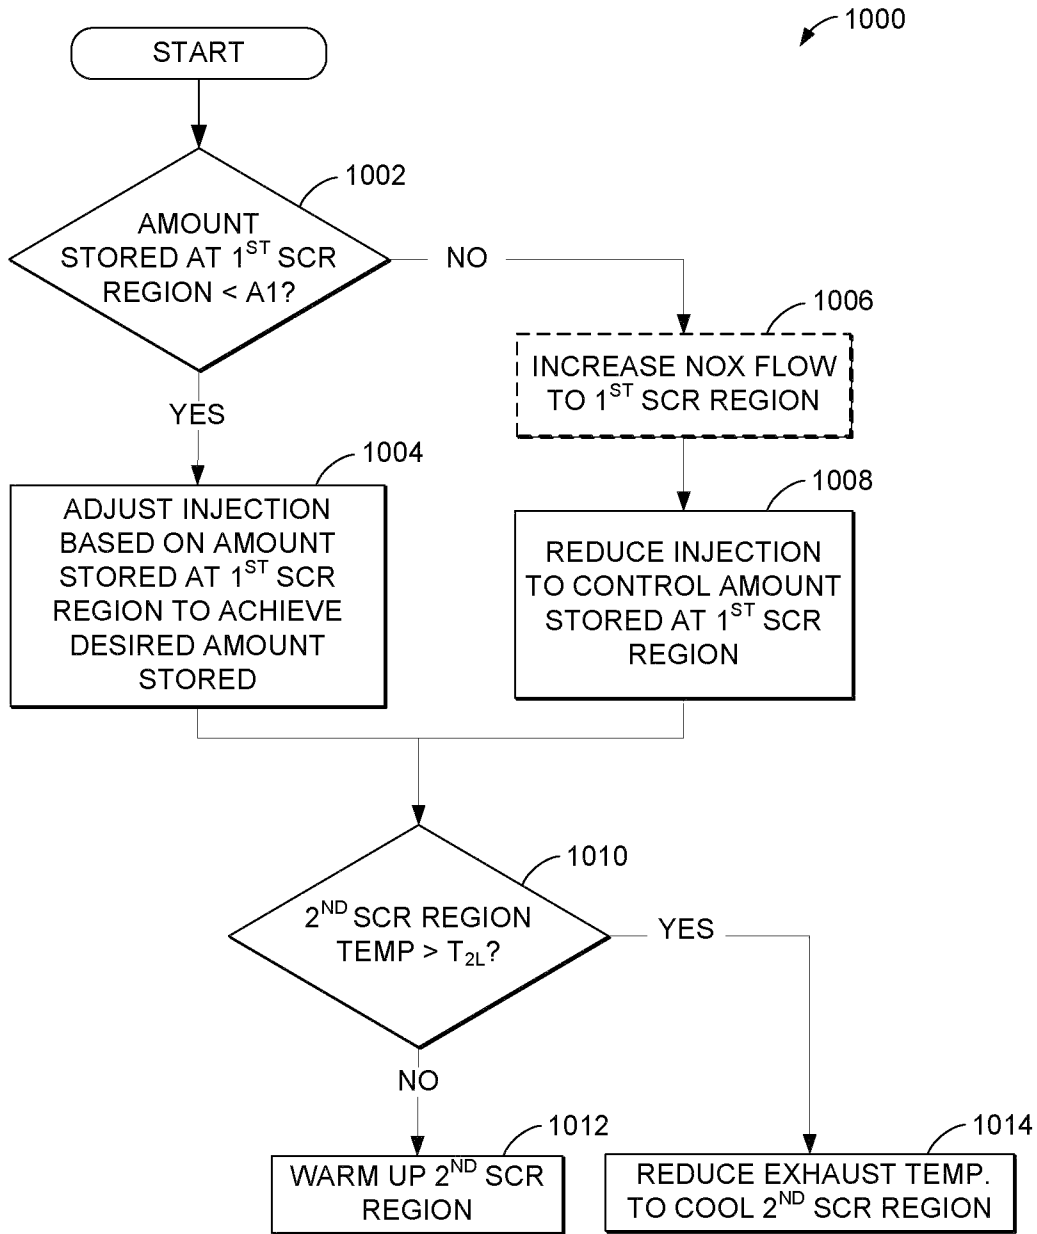 1000
START
1002
AMOUNT
STORED AT 1ST SCR
REGION < A1?
NO
YES
1006
INCREASE NOX FLOW
TO 1ST SCR REGION
1004
ADJUST INJECTION
BASED ON AMOUNT
STORED AT 1ST SCR
REGION TO ACHIEVE
DESIRED AMOUNT
STORED
1008
REDUCE INJECTION
TO CONTROL AMOUNT
STORED AT 1ST SCR
REGION
1010
2ND SCR REGION
TEMP > T2L?
YES
NO
1012
WARM UP 2ND SCR
REGION
1014
REDUCE EXHAUST TEMP.
TO COOL 2ND SCR REGION